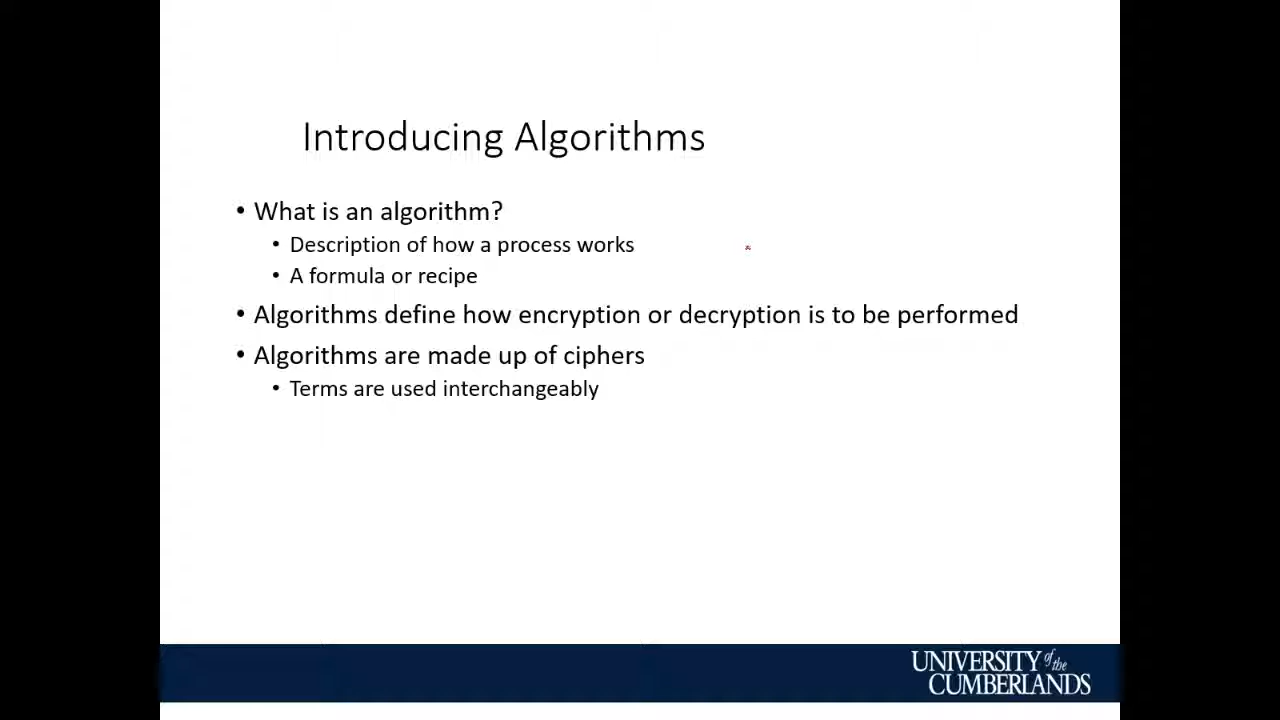 Introducing Algorithms
• What is an algorithm?
• Description of how a process works
• A formula or recipe
• Algorithms define how encryption or decryption is to be performed
• Algorithms are made up of ciphers
• Terms are used interchangeably
UNIVERSITY of the
CUMBERLANDS